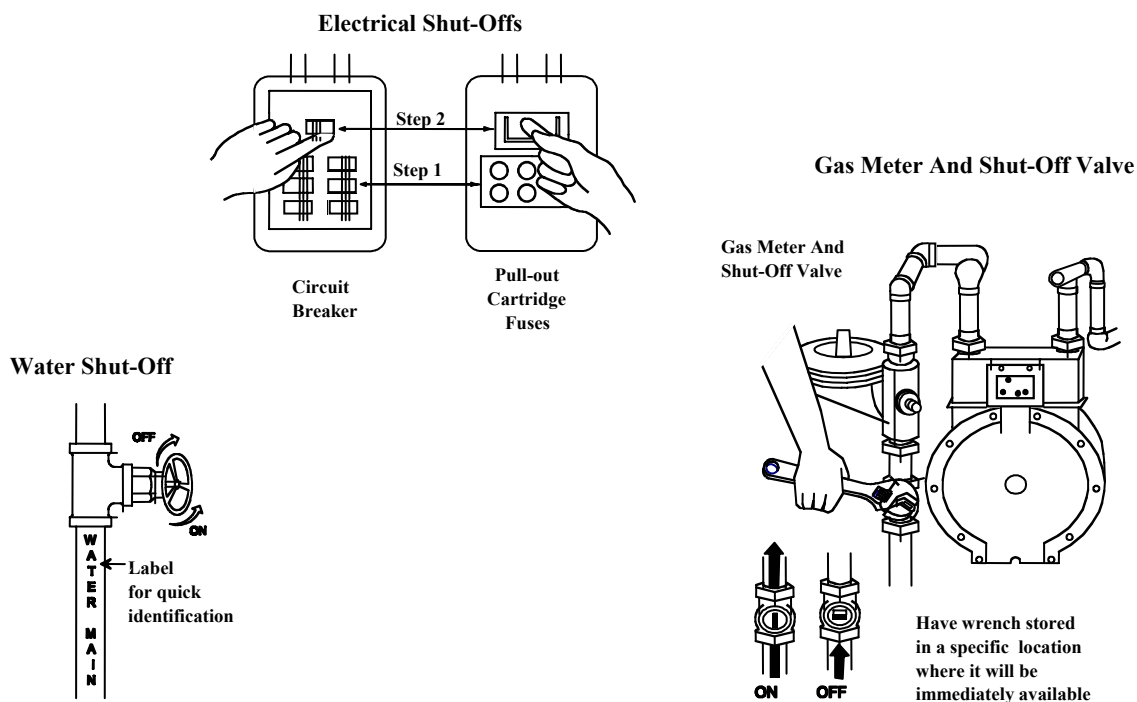 Electrical Shut-Offs
Step 2
Step 1
Circuit
Breaker
Pull-out
Cartridge
Fuses
Water Shut-Off
OFF
ON
WATER MAIN
Label
for quick
identification
Gas Meter And Shut-Off Valve
Gas Meter And
Shut-Off Valve
ON
OFF
Have wrench stored
in a specific location
where it will be
immediately available